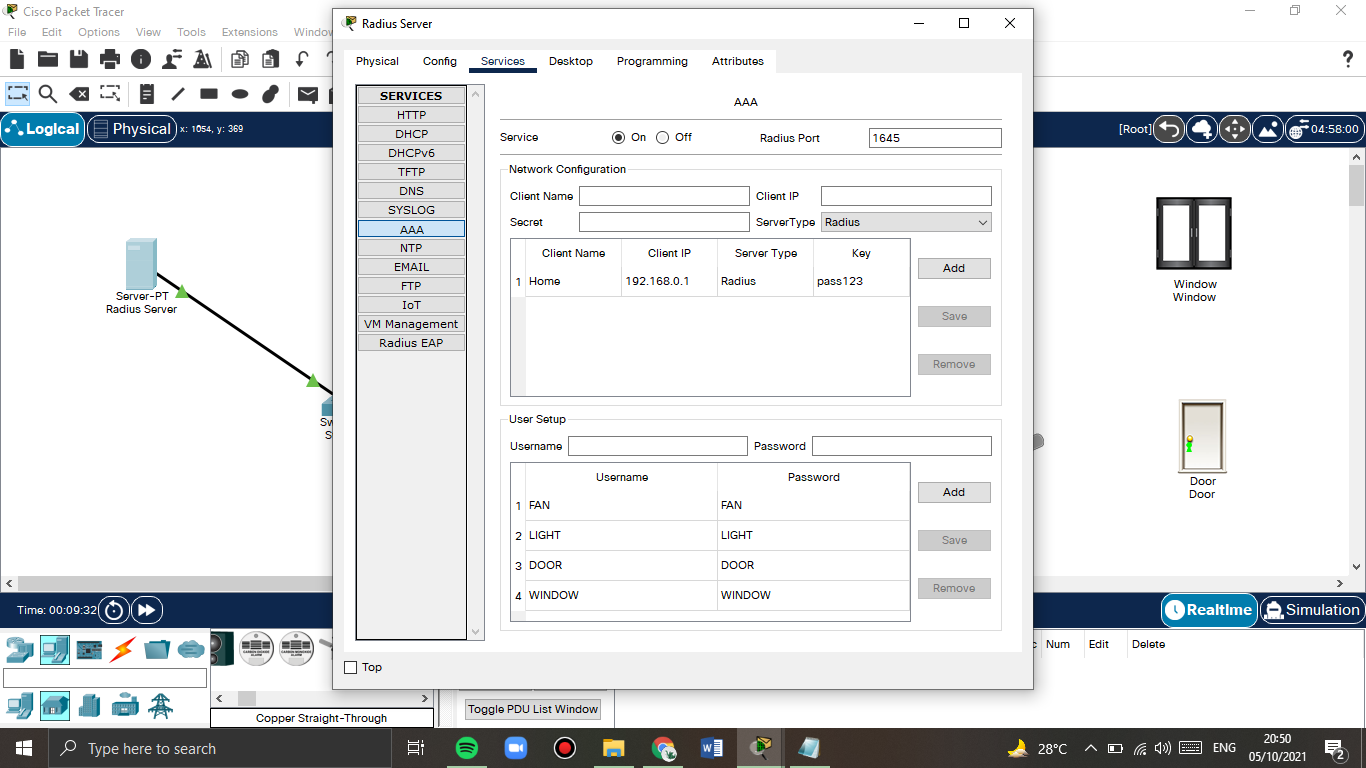 Cisco Packet Tracer
File Edit Options View Tools Extensions Window
Logical Physical x: 1054, y: 369
[Root] 04:58:00
Server-PT
Radius Server
Sw
S
Window
Window
Door
Door
Radius Server
Physical Config Services Desktop Programming Attributes
SERVICES
HTTP
DHCP
DHCPv6
TFTP
DNS
SYSLOG
AAA
NTP
EMAIL
FTP
IoT
VM Management
Radius EAP
AAA
Service On Off Radius Port 1645
Network Configuration
Client Name Client IP
Secret ServerType Radius
Client Name Client IP Server Type Key
1 Home 192.168.0.1 Radius pass123
Add
Save
Remove
User Setup
Username Password
Username Password
1 FAN FAN
2 LIGHT LIGHT
3 DOOR DOOR
4 WINDOW WINDOW
Add
Save
Remove
Top
Time: 00:09:32
Realtime Simulation
Num Edit Delete
CARBON DIOXIDE ALARM
CARBON MONOXIDE ALARM
Copper Straight-Through
Toggle PDU List Window
Type here to search
28°C ENG
20:50
05/10/2021
2